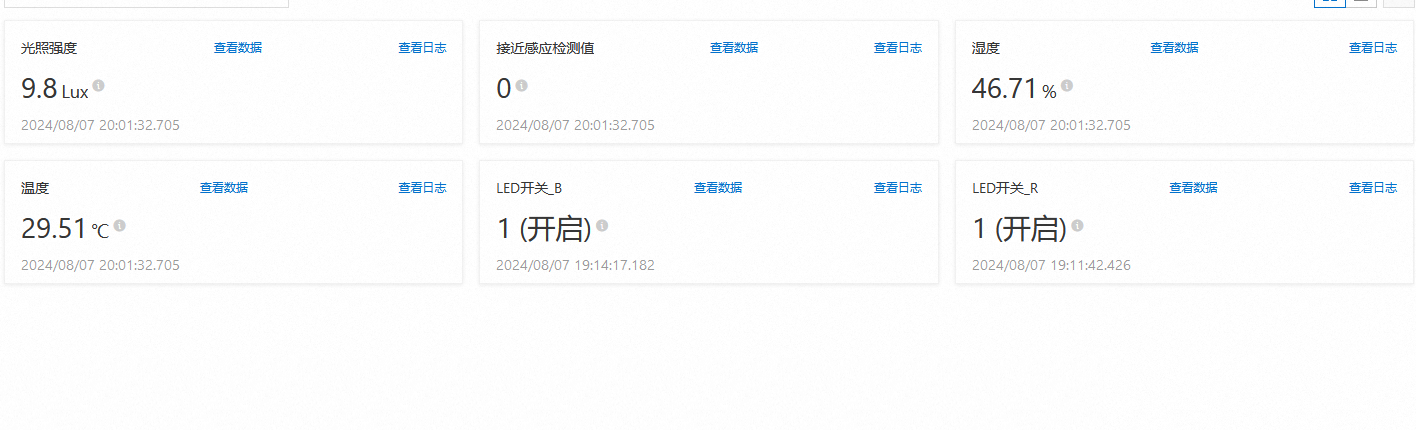 光照强度 查看数据 查看日志 接近感应检测值 查看数据 查看日志 湿度 查看数据 查看日志
9.8 Lux 0 46.71 %
2024/08/07 20:01:32.705 2024/08/07 20:01:32.705 2024/08/07 20:01:32.705
温度 查看数据 查看日志 LED开关_B 查看数据 查看日志 LED开关_R 查看数据 查看日志
29.51 ℃ 1 (开启) 1 (开启)
2024/08/07 20:01:32.705 2024/08/07 19:14:17.182 2024/08/07 19:11:42.426